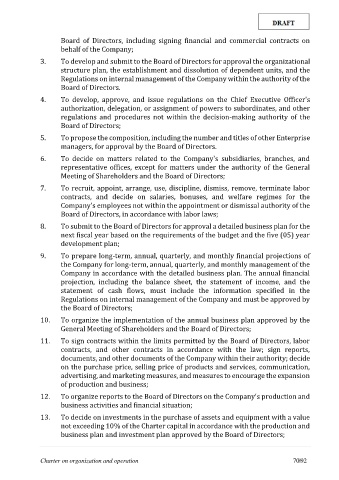 DRAFT
Board of Directors, including signing financial and commercial contracts on
behalf of the Company;
3. To develop and submit to the Board of Directors for approval the organizational
structure plan, the establishment and dissolution of dependent units, and the
Regulations on internal management of the Company within the authority of the
Board of Directors.
4. To develop, approve, and issue regulations on the Chief Executive Officer's
authorization, delegation, or assignment of powers to subordinates, and other
regulations and procedures not within the decision-making authority of the
Board of Directors;
5. To propose the composition, including the number and titles of other Enterprise
managers, for approval by the Board of Directors.
6. To decide on matters related to the Company's subsidiaries, branches, and
representative offices, except for matters under the authority of the General
Meeting of Shareholders and the Board of Directors;
7. To recruit, appoint, arrange, use, discipline, dismiss, remove, terminate labor
contracts, and decide on salaries, bonuses, and welfare regimes for the
Company's employees not within the appointment or dismissal authority of the
Board of Directors, in accordance with labor laws;
8. To submit to the Board of Directors for approval a detailed business plan for the
next fiscal year based on the requirements of the budget and the five (05) year
development plan;
9. To prepare long-term, annual, quarterly, and monthly financial projections of
the Company for long-term, annual, quarterly, and monthly management of the
Company in accordance with the detailed business plan. The annual financial
projection, including the balance sheet, the statement of income, and the
statement of cash flows, must include the information specified in the
Regulations on internal management of the Company and must be approved by
the Board of Directors;
10. To organize the implementation of the annual business plan approved by the
General Meeting of Shareholders and the Board of Directors;
11. To sign contracts within the limits permitted by the Board of Directors, labor
contracts, and other contracts in accordance with the law; sign reports,
documents, and other documents of the Company within their authority; decide
on the purchase price, selling price of products and services, communication,
advertising, and marketing measures, and measures to encourage the expansion
of production and business;
12. To organize reports to the Board of Directors on the Company's production and
business activities and financial situation;
13. To decide on investments in the purchase of assets and equipment with a value
not exceeding 10% of the Charter capital in accordance with the production and
business plan and investment plan approved by the Board of Directors;
Charter on organization and operation 70/92